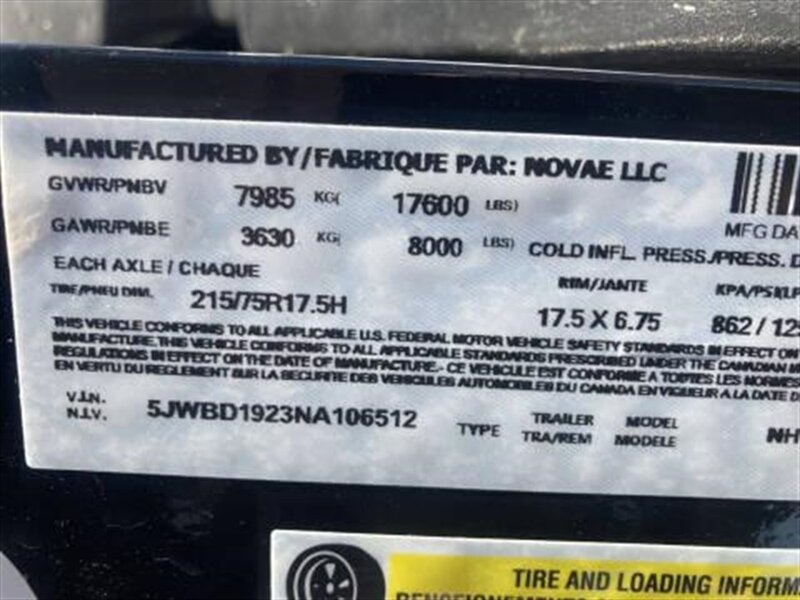 MANUFACTURED BY/FABRIQUE PAR: NOVAE LLC
GVWR/PNBV 7985 KG( 17600 LBS)
MFG DA
GAWR/PNBE 3630 KG( 8000 LBS) COLD INFL. PRESS./PRESS. D
EACH AXLE / CHAQUE RIM/JANTE KPA/PSI(LP
TIRE/PNEU DIM. 215/75R17.5H 17.5 X 6.75 862 / 125
THIS VEHICLE CONFORMS TO ALL APPLICABLE U.S. FEDERAL MOTOR VEHICLE SAFETY STANDARDS IN EFFECT ON
MANUFACTURE. THIS VEHICLE CONFORMS TO ALL APPLICABLE STANDARDS PRESCRIBED UNDER THE CANADIAN M
REGULATIONS IN EFFECT ON THE DATE OF MANUFACTURE. - CE VEHICULE EST CONFORME A TOUTES LES NORMES
EN VERTU DU REGLEMENT SUR LA SECURITE DES VEHICULES AUTOMOBILES DU CANADA EN VIGUEUR A LA DATE D
V.I.N. 5JWBD1923NA106512 TYPE TRAILER MODEL NH
N.I.V. TRA/REM MODELE
TIRE AND LOADING INFORM